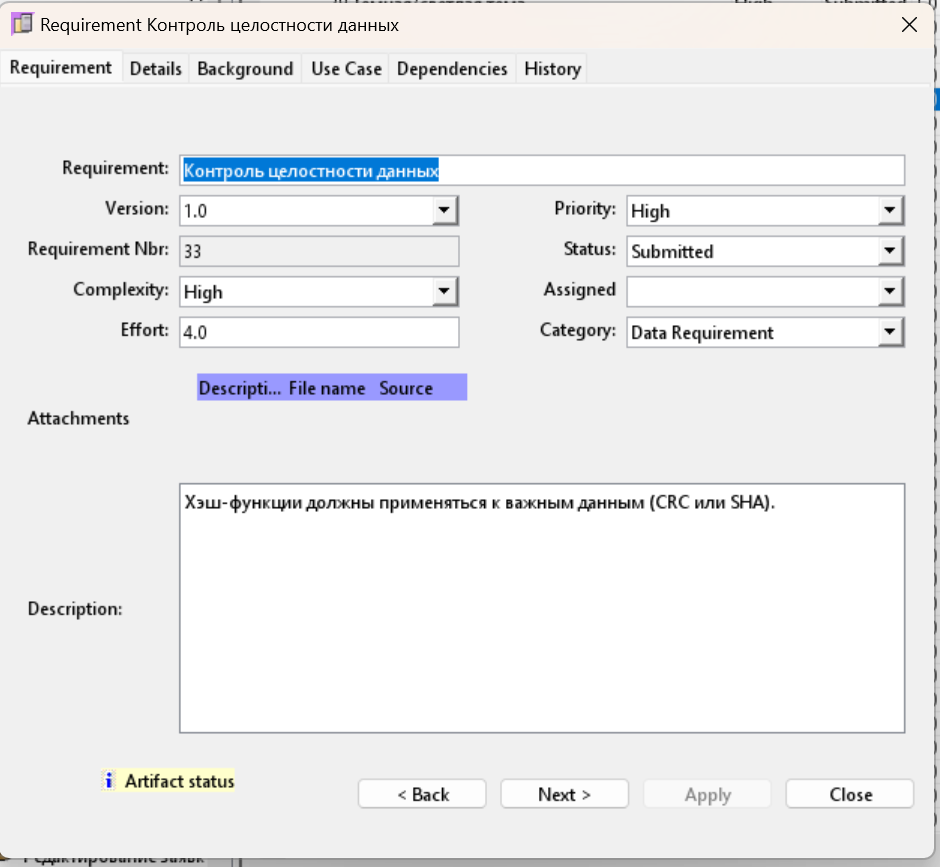 Requirement Контроль целостности данных
Requirement Details Background Use Case Dependencies History
Requirement: Контроль целостности данных
Version: 1.0 Priority: High
Requirement Nbr: 33 Status: Submitted
Complexity: High Assigned
Effort: 4.0 Category: Data Requirement
Descripti... File name Source
Attachments
Хэш-функции должны применяться к важным данным (CRC или SHA).
Description:
i Artifact status
< Back Next > Apply Close